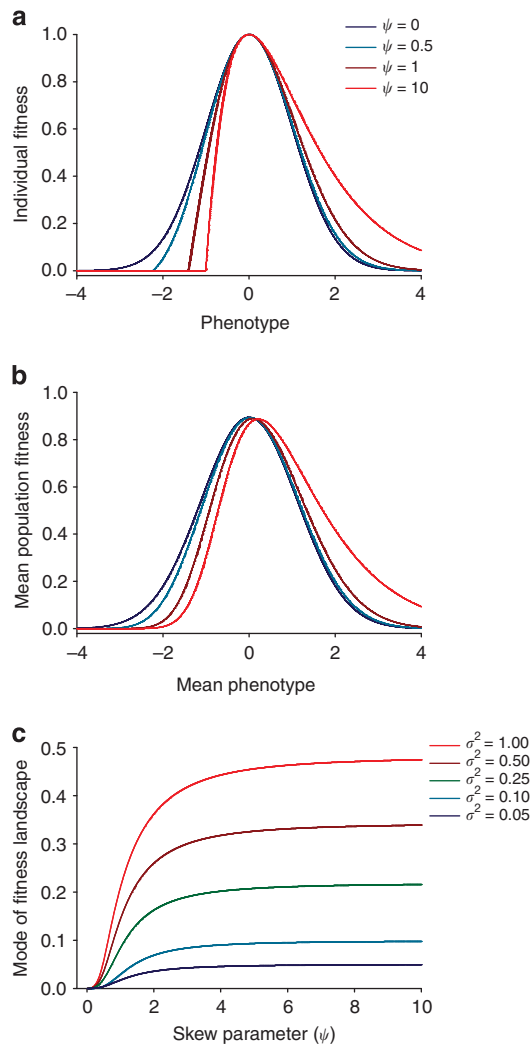 a
Individual fitness
1.0
0.8
0.6
0.4
0.2
0.0
−4
−2
0
2
4
Phenotype
ψ = 0
ψ = 0.5
ψ = 1
ψ = 10
b
Mean population fitness
1.0
0.8
0.6
0.4
0.2
0.0
−4
−2
0
2
4
Mean phenotype
c
Mode of fitness landscape
0.5
0.4
0.3
0.2
0.1
0.0
0
2
4
6
8
10
Skew parameter (ψ)
σ² = 1.00
σ² = 0.50
σ² = 0.25
σ² = 0.10
σ² = 0.05